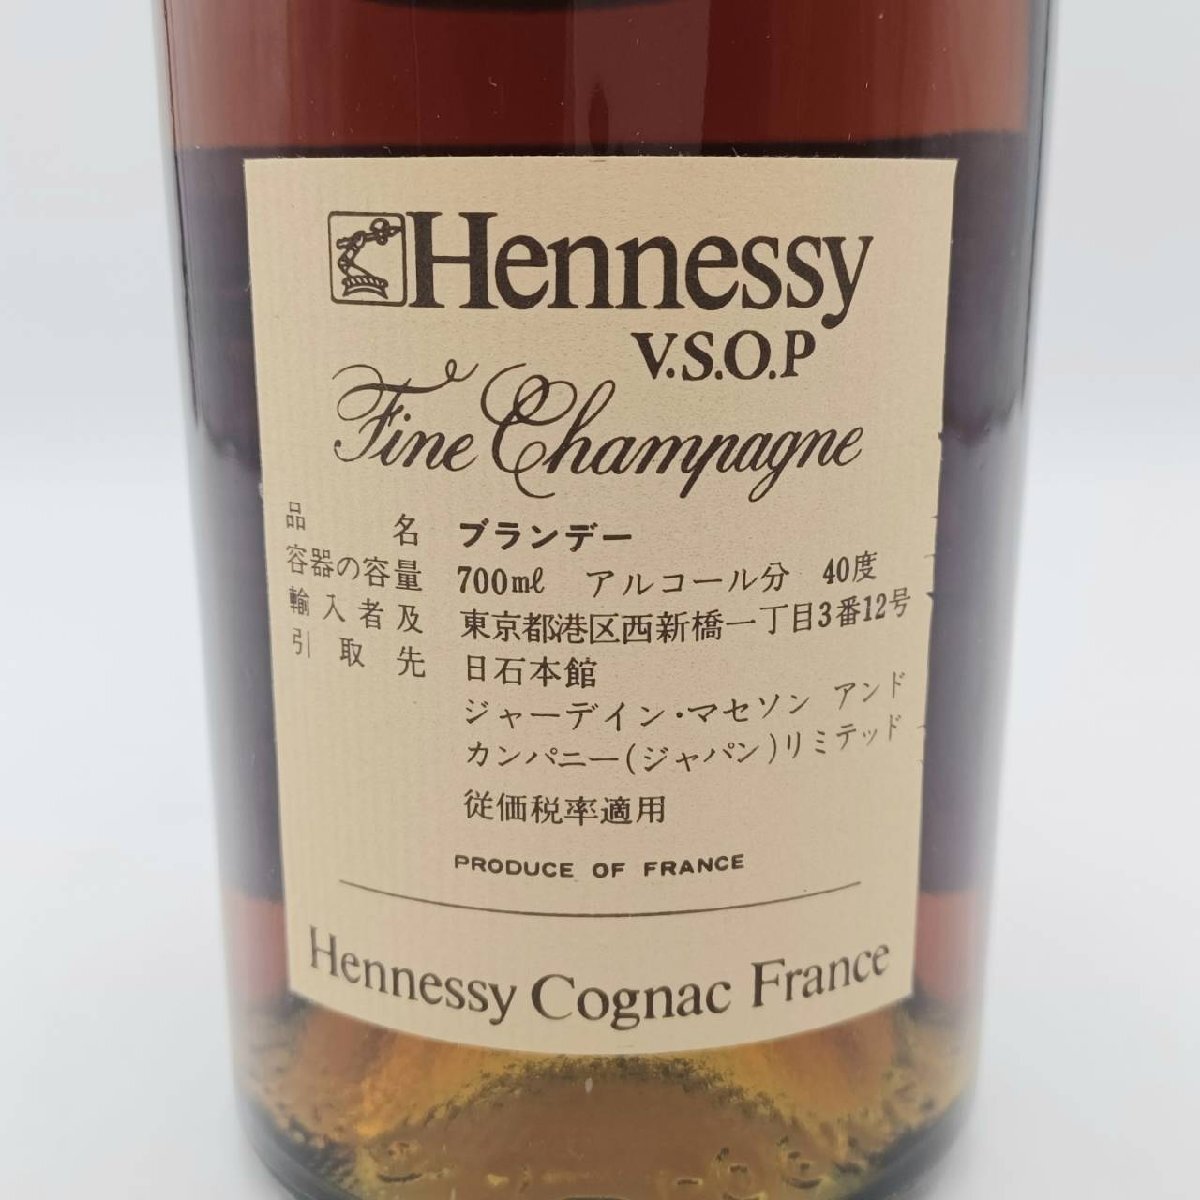 Hennessy
V.S.O.P
Fine Champagne
品名 ブランデー
容器の容量 700mℓ アルコール分 40度
輸入者及 東京都港区西新橋一丁目3番12号
引取先 日石本館
ジャーデイン・マセソン アンド
カンパニー(ジャパン)リミテッド
従価税率適用
PRODUCE OF FRANCE
Hennessy Cognac France